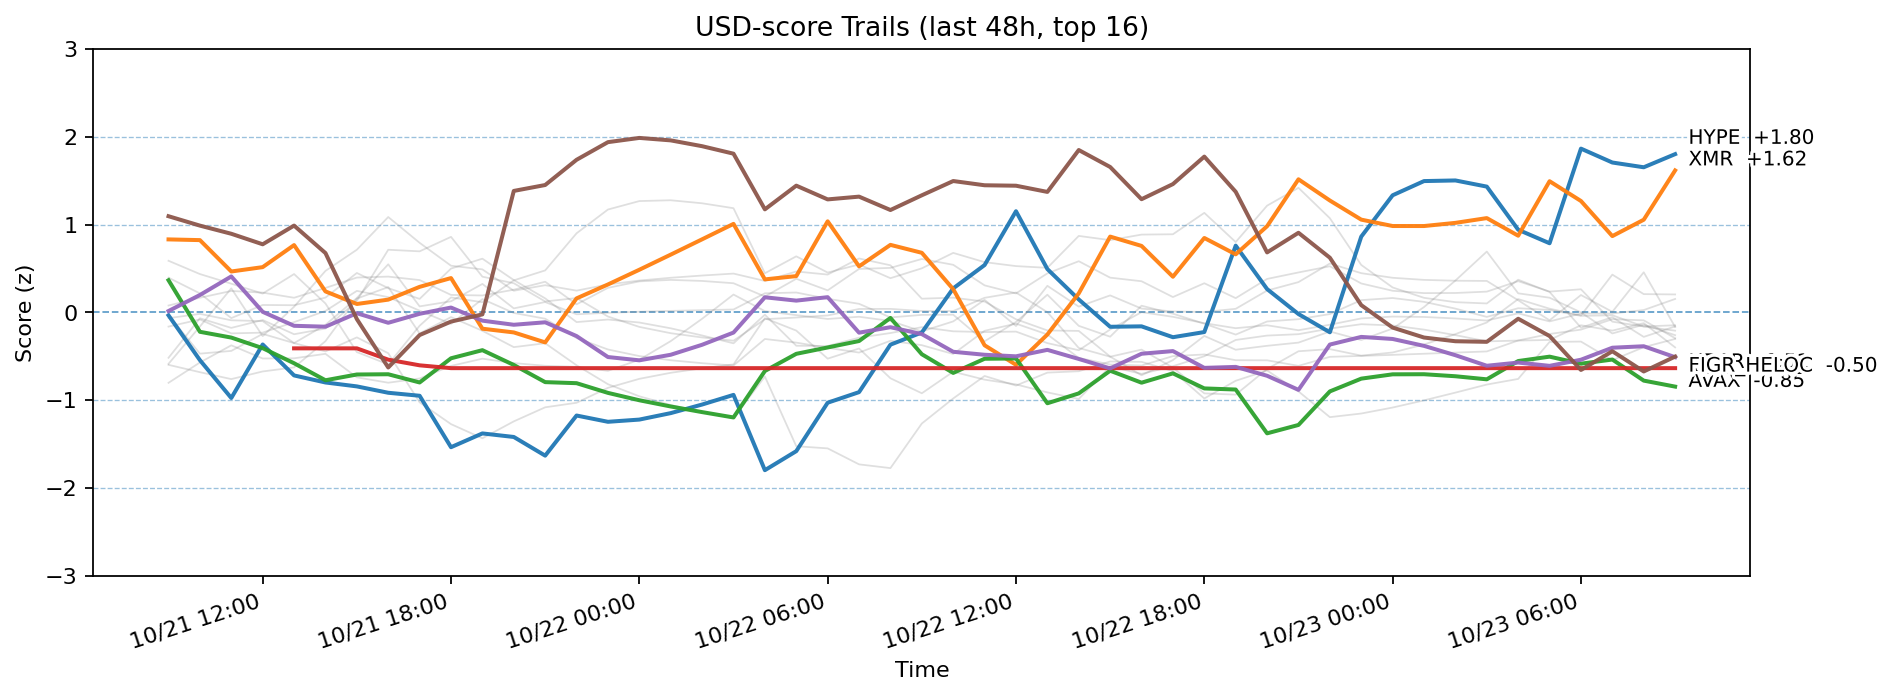 USD-score Trails (last 48h, top 16)
3
2
1
0
−1
−2
−3
Score (z)
HYPE +1.80
XMR +1.62
HELOC -0.50
AVAX -0.85
10/21 12:00
10/21 18:00
10/22 00:00
10/22 06:00
10/22 12:00
10/22 18:00
10/23 00:00
10/23 06:00
Time